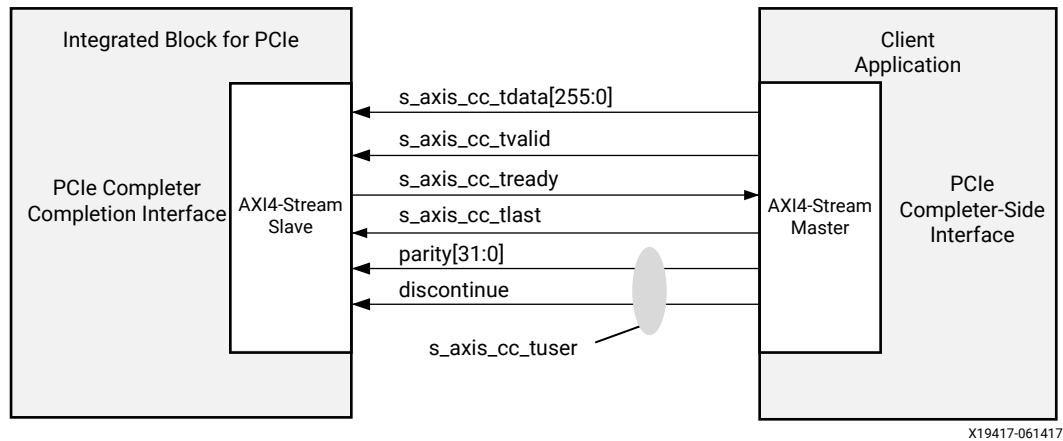 Integrated Block for PCIe
Client
Application
s_axis_cc_tdata[255:0]
s_axis_cc_tvalid
s_axis_cc_tready
s_axis_cc_tlast
parity[31:0]
discontinue
s_axis_cc_tuser
PCIe Completer
Completion Interface
AXI4-Stream
Slave
AXI4-Stream
Master
PCIe
Completer-Side
Interface
X19417-061417